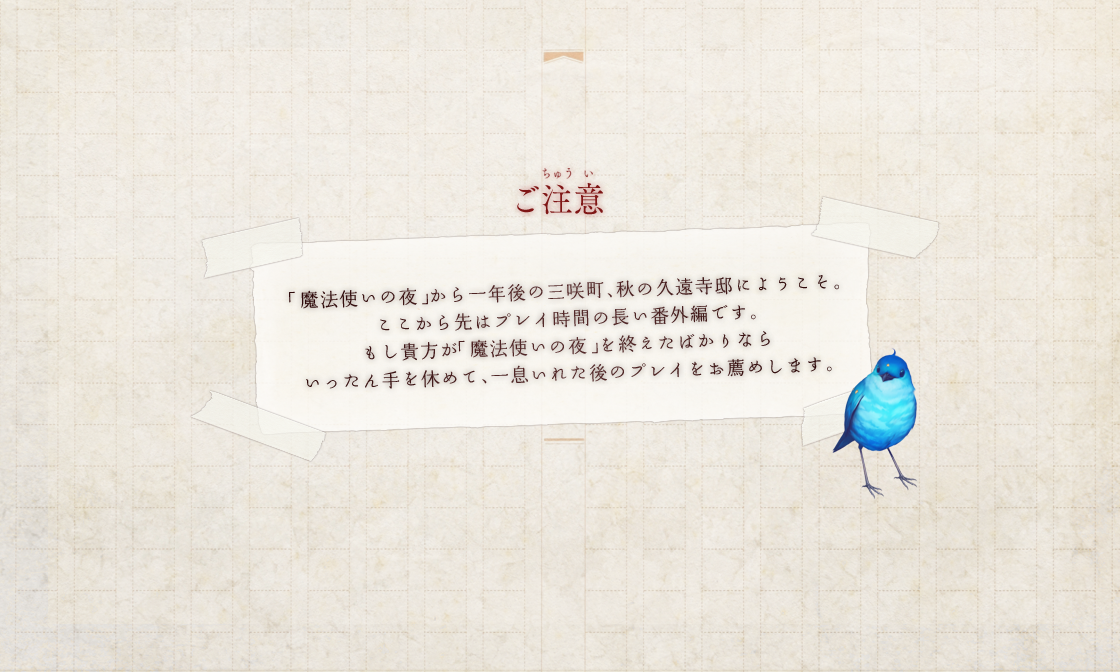 ちゅう い
ご注意
「魔法使いの夜」から一年後の三咲町、秋の久遠寺邸にようこそ。
ここから先はプレイ時間の長い番外編です。
もし貴方が「魔法使いの夜」を終えたばかりなら
いったん手を休めて、一息いれた後のプレイをお薦めします。